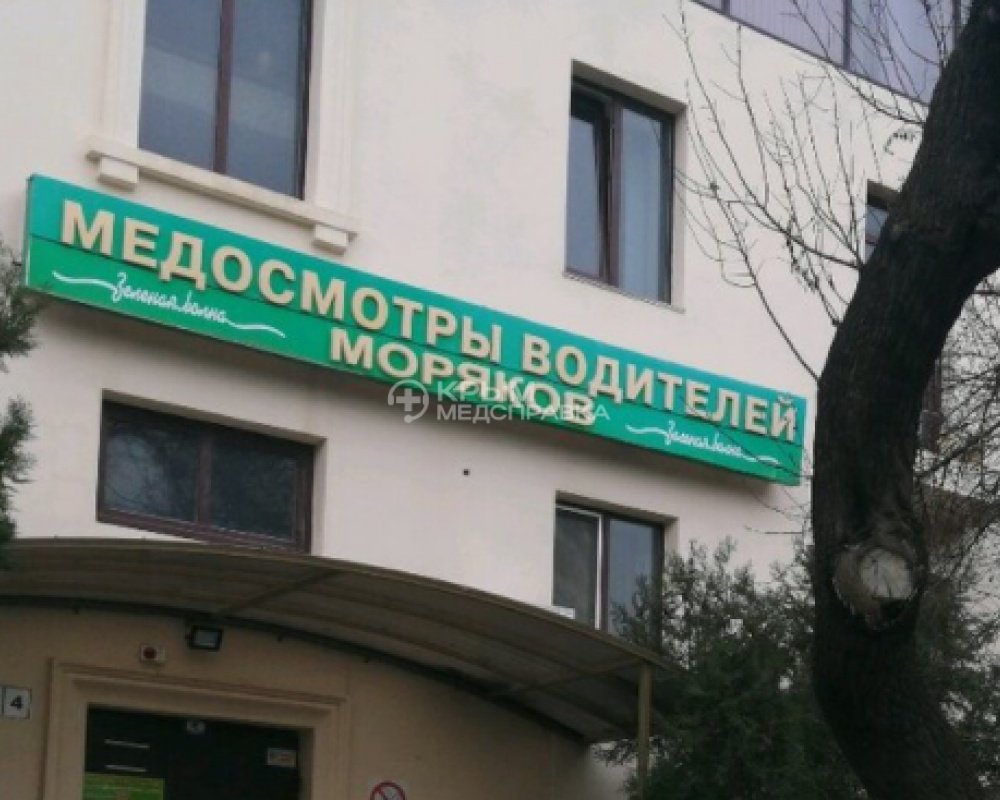 МЕДОСМОТРЫ ВОДИТЕЛЕЙ
Зеленая волна
МОРЯКОВ
Зеленая волна
КРЫМ
МЕДСПРАВКА
4